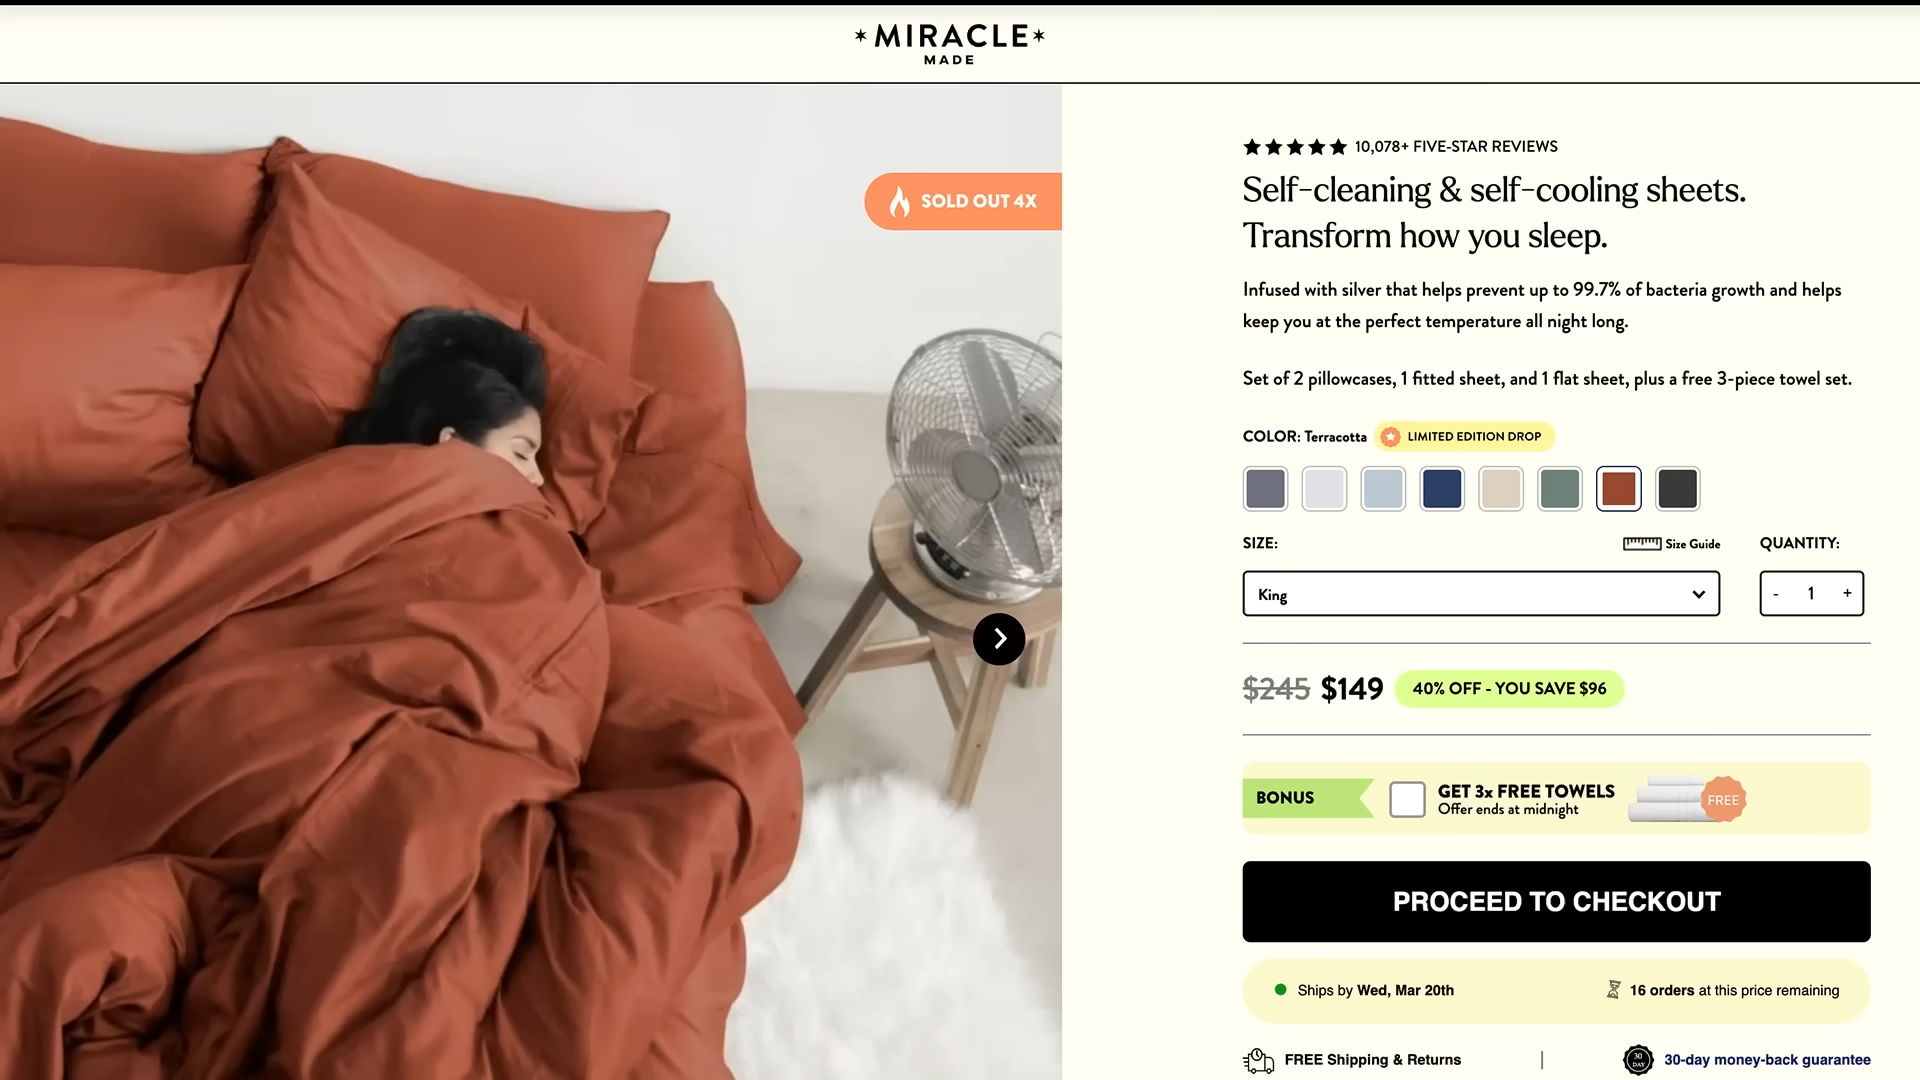 MIRACLE
MADE
SOLD OUT 4X
10,078+ FIVE-STAR REVIEWS
Self-cleaning & self-cooling sheets.
Transform how you sleep.
Infused with silver that helps prevent up to 99.7% of bacteria growth and helps
keep you at the perfect temperature all night long.
Set of 2 pillowcases, 1 fitted sheet, and 1 flat sheet, plus a free 3-piece towel set.
COLOR: Terracotta LIMITED EDITION DROP
SIZE: Size Guide QUANTITY:
King - 1 +
$245 $149 40% OFF - YOU SAVE $96
BONUS GET 3x FREE TOWELS FREE
Offer ends at midnight
PROCEED TO CHECKOUT
Ships by Wed, Mar 20th 16 orders at this price remaining
FREE Shipping & Returns | 30 DAY 30-day money-back guarantee